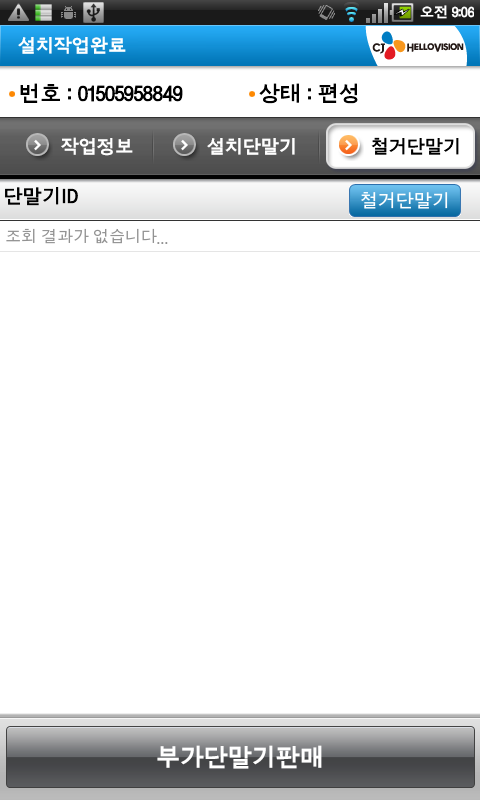 오전 9:06
설치작업완료
CJ HELLOVISION
번호 : 01505958849 상태 : 편성
작업정보 설치단말기 철거단말기
단말기ID 철거단말기
조회 결과가 없습니다...
부가단말기판매